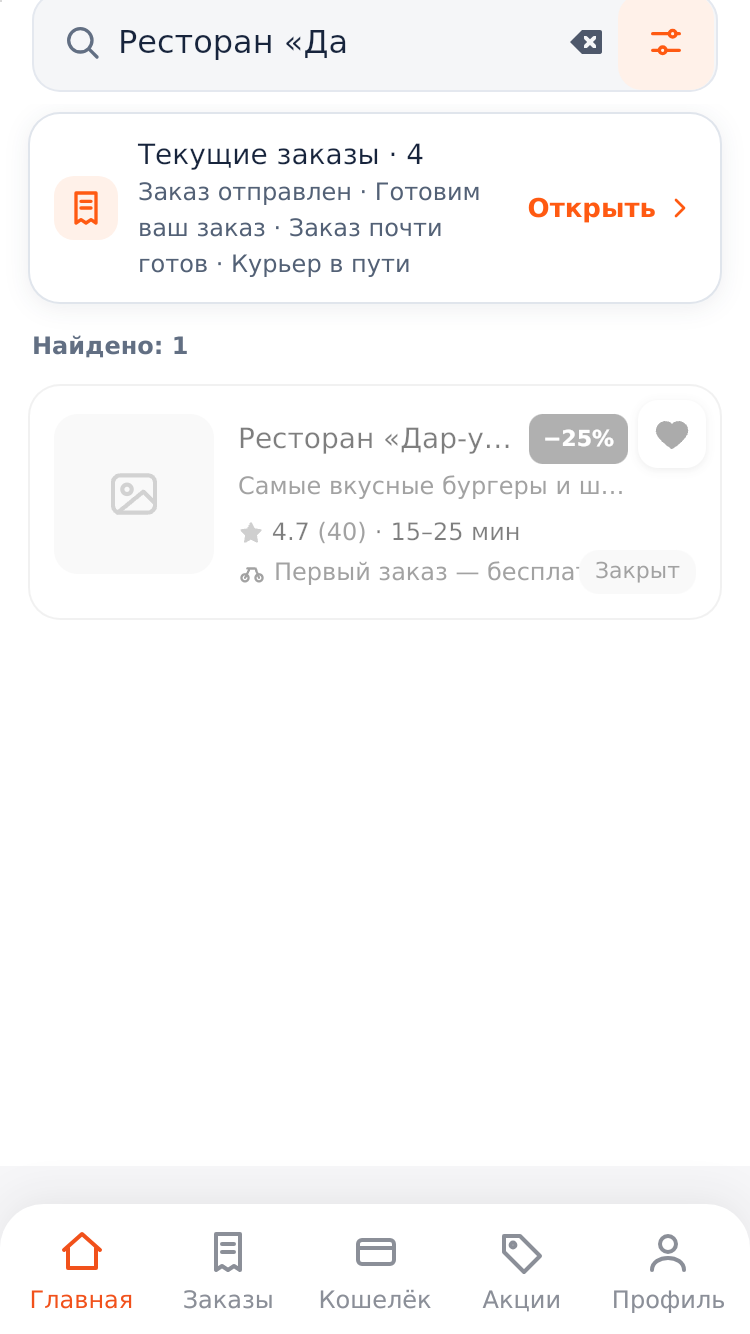 Ресторан «Да
Текущие заказы · 4
Заказ отправлен · Готовим
ваш заказ · Заказ почти
готов · Курьер в пути
Открыть
Найдено: 1
Ресторан «Дар-у…
−25%
Самые вкусные бургеры и ш…
4.7 (40) · 15–25 мин
Первый заказ — бесплат
Закрыт
Главная
Заказы
Кошелёк
Акции
Профиль